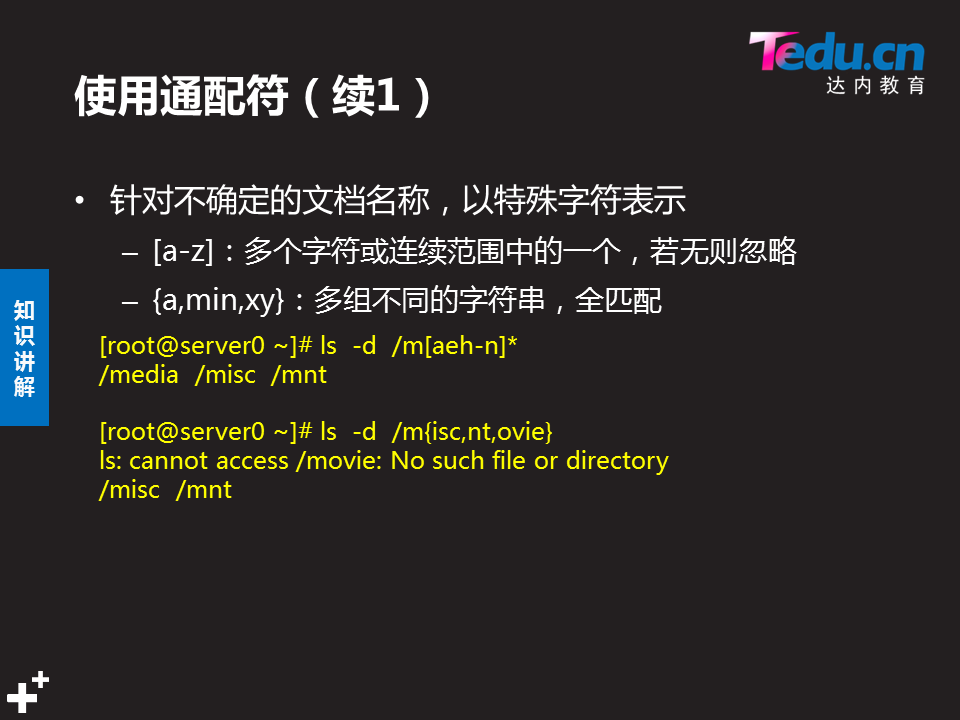 Tedu.cn
达内教育
使用通配符（续1）
• 针对不确定的文档名称，以特殊字符表示
– [a-z]：多个字符或连续范围中的一个，若无则忽略
– {a,min,xy}：多组不同的字符串，全匹配
知识讲解
[root@server0 ~]# ls  -d  /m[aeh-n]*
/media  /misc  /mnt
[root@server0 ~]# ls  -d  /m{isc,nt,ovie}
ls: cannot access /movie: No such file or directory
/misc  /mnt